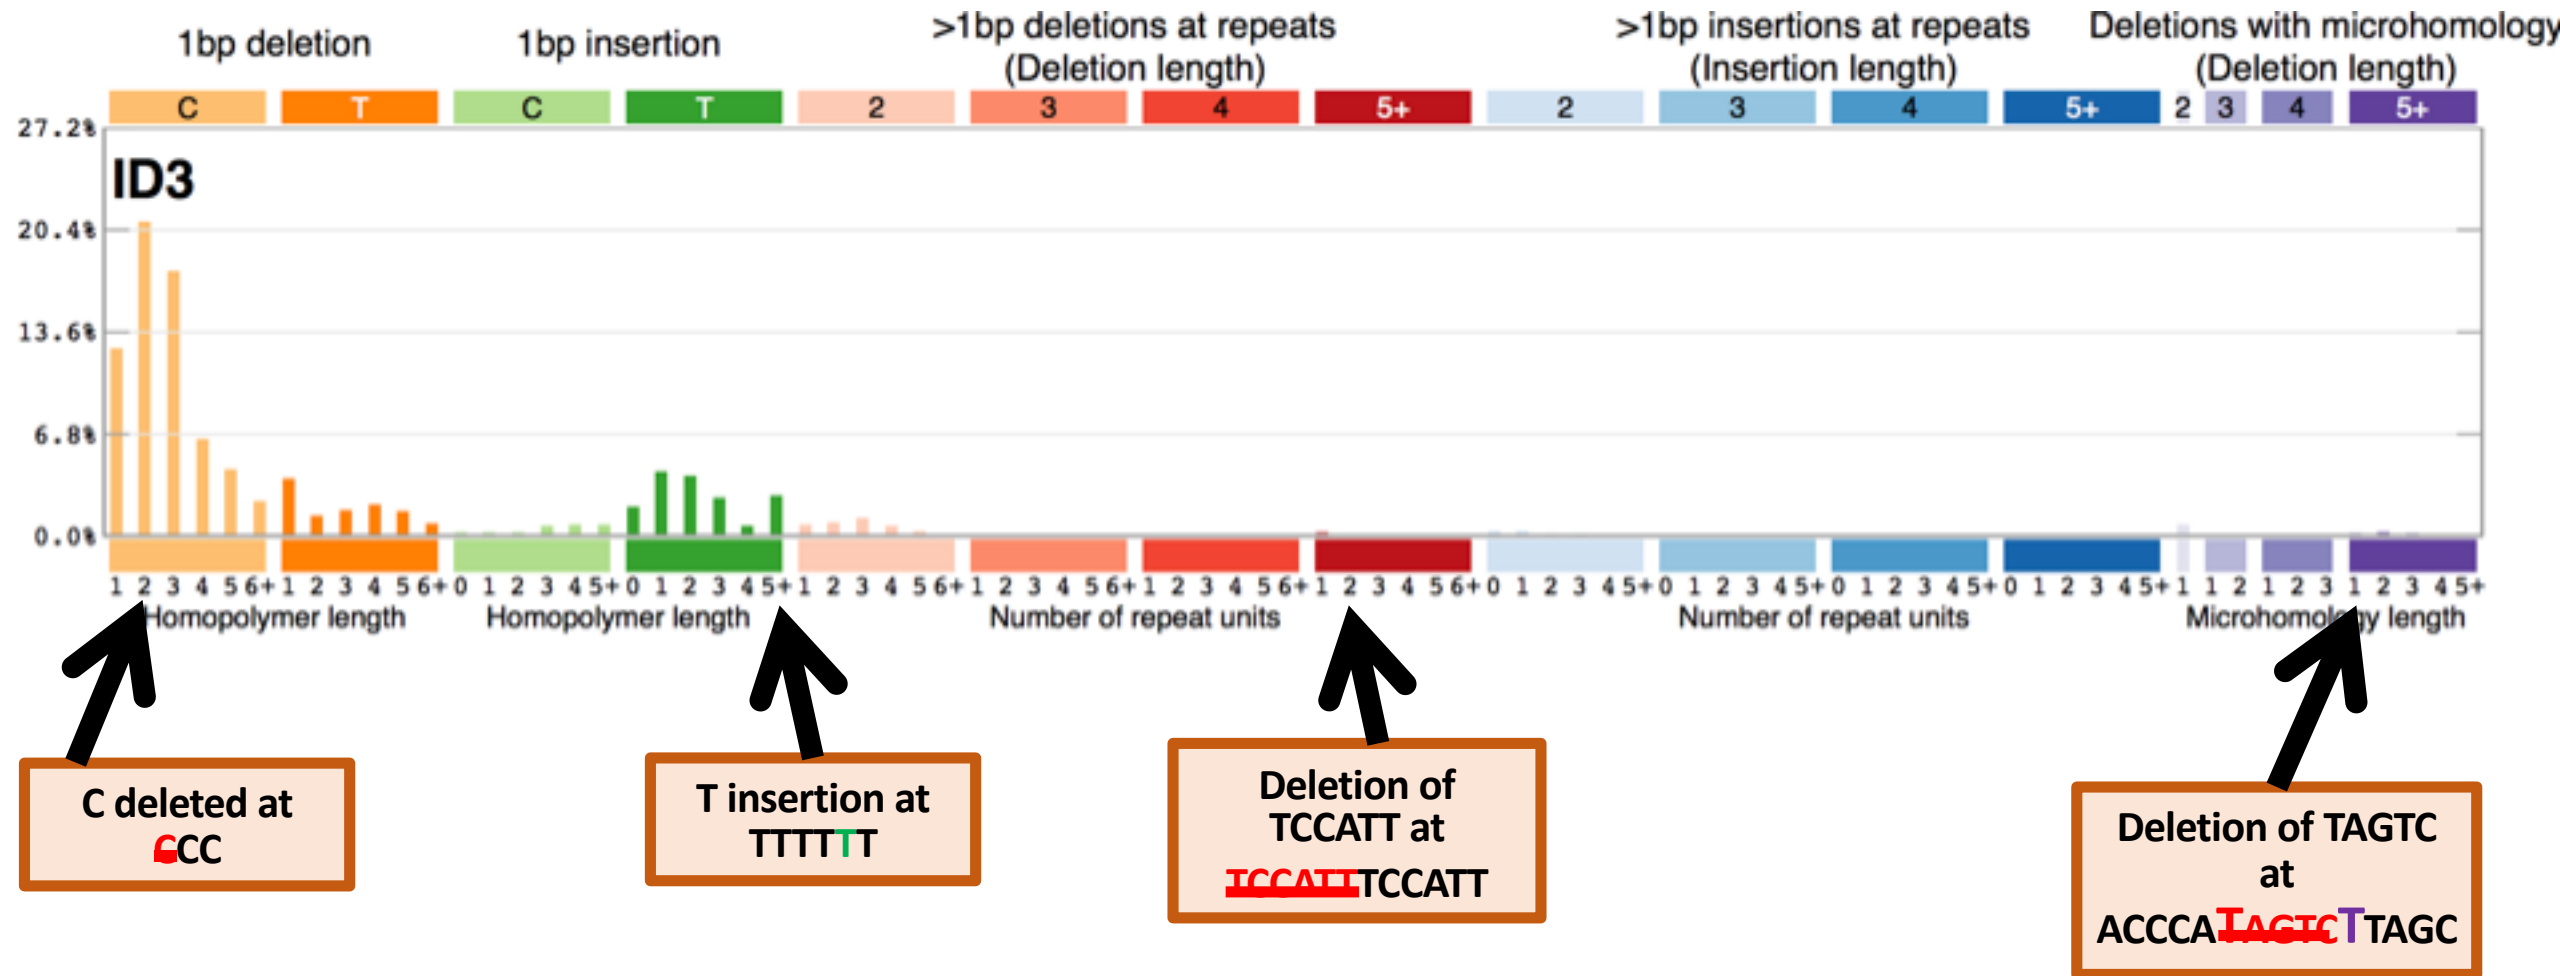 1bp deletion
1bp insertion
>1bp deletions at repeats
(Deletion length)
>1bp insertions at repeats
(Insertion length)
Deletions with microhomology
(Deletion length)
C T C T 2 3 4 5+ 2 3 4 5+ 2 3 4 5+
27.2%
ID3
20.4%
13.6%
6.8%
0.0%
1 2 3 4 5 6+ 1 2 3 4 5 6+ 0 1 2 3 4 5+ 0 1 2 3 4 5+ 1 2 3 4 5 6+ 1 2 3 4 5 6+ 1 2 3 4 5 6+ 1 2 3 4 5 6+ 0 1 2 3 4 5+ 0 1 2 3 4 5+ 0 1 2 3 4 5+ 0 1 2 3 4 5+ 1 1 2 1 2 3 1 2 3 4 5+
Homopolymer length
Homopolymer length
Number of repeat units
Number of repeat units
Microhomology length
C deleted at
CCC
T insertion at
TTTTTT
Deletion of
TCCATT at
TCCATTTCCATT
Deletion of TAGTC
at
ACCCATAGTCTTAGC